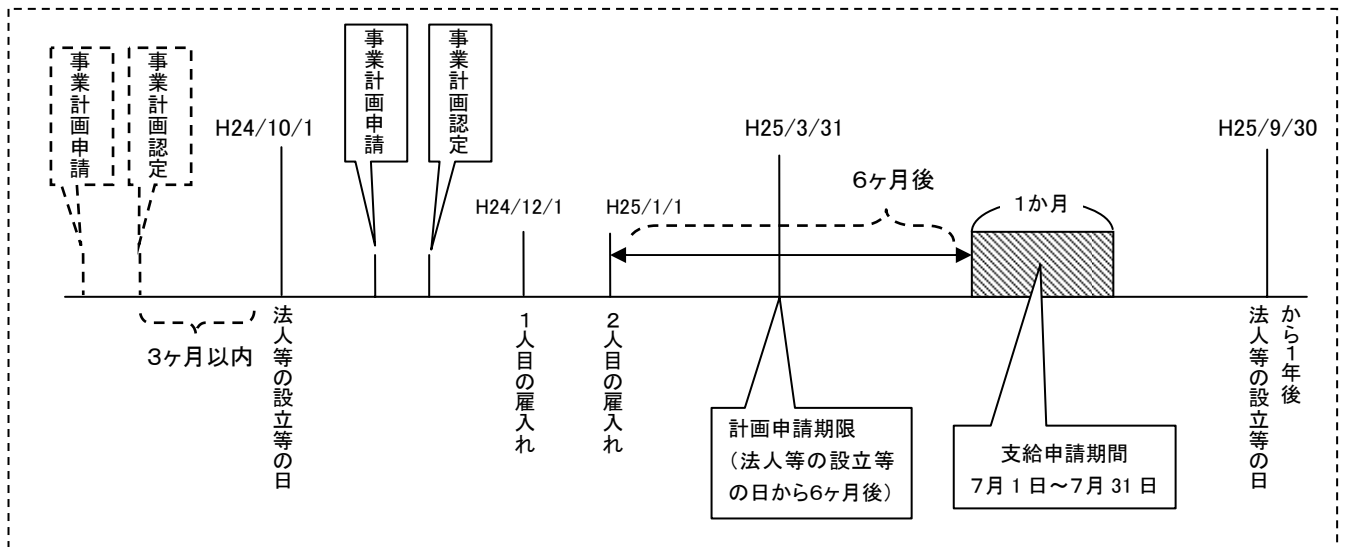 事業計画申請
事業計画認定
H24/10/1
事業計画申請
事業計画認定
H25/3/31
H25/9/30
6ヶ月後
H24/12/1
H25/1/1
1か月
3ヶ月以内
法人等の設立等の日
1人目の雇入れ
2人目の雇入れ
計画申請期限
(法人等の設立等
の日から6ヶ月後)
支給申請期間
7月1日~7月31日
法人等の設立等の日
から1年後